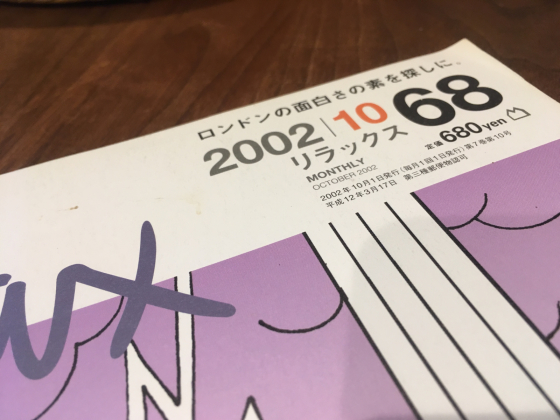 ロンドンの面白さの素を探しに。
2002 | 10 68
リラックス 定価680yen
MONTHLY
OCTOBER 2002
2002年10月1日発行（毎月1回1日発行）第7巻第10号
平成12年3月17日 第三種郵便物認可